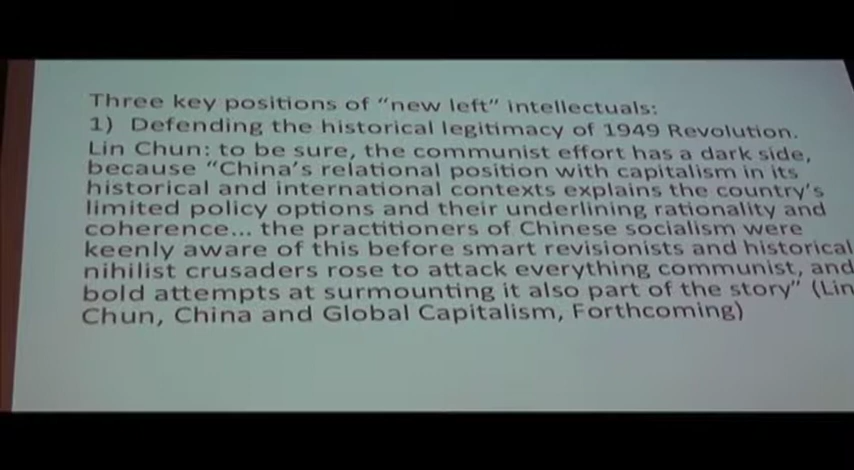 Three key positions of “new left” intellectuals:
1) Defending the historical legitimacy of 1949 Revolution.
Lin Chun: to be sure, the communist effort has a dark side,
because “China’s relational position with capitalism in its
historical and international contexts explains the country’s
limited policy options and their underlining rationality and
coherence… the practitioners of Chinese socialism were
keenly aware of this before smart revisionists and historical
nihilist crusaders rose to attack everything communist, and
bold attempts at surmounting it also part of the story” (Lin
Chun, China and Global Capitalism, Forthcoming)